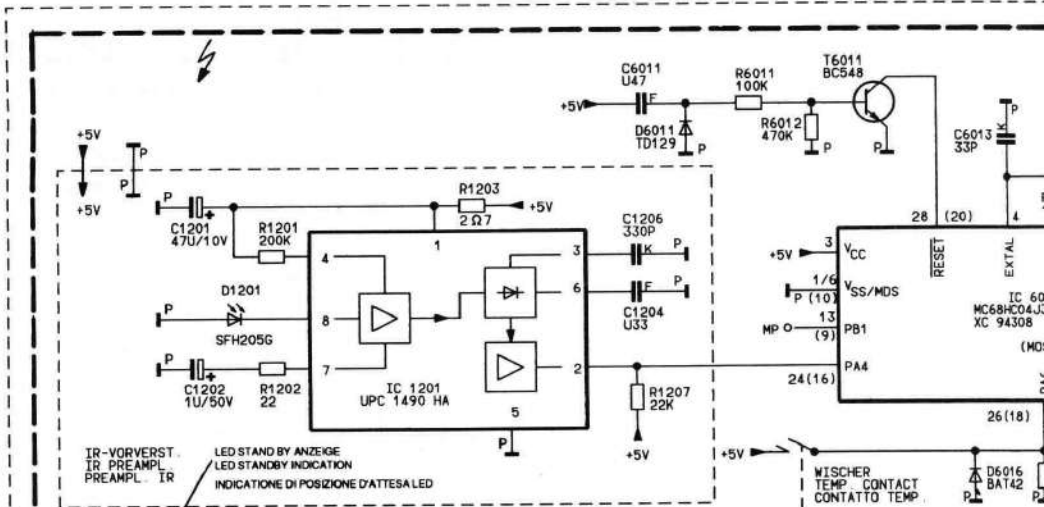 T6011
BC548
C6011
U47
F
+5V
R6011
100K
D6011
TD129
P
R6012
470K
P
P
P
K
C6013
33P
+5V
+5V
P
P
P
C1201
47U/10V
+
R1201
200K
R1203
2Ω7
+5V
1
C1206
330P
K
P
3
4
F
P
6
C1204
U33
D1201
SFH205G
P
8
P
C1202
1U/50V
+
R1202
22
7
IC 1201
UPC 1490 HA
2
5
P
R1207
22K
+5V
28 (20)
4
+5V
3
VCC
RESET
EXTAL
1/6
P (10)
VSS/MDS
MP
13
(9)
PB1
IC 60
MC68HC04J3
XC 94308
(MOS
PA4
24(16)
26(18)
+5V
WISCHER
TEMP. CONTACT
CONTATTO TEMP.
D6016
BAT42
P
P
IR-VORVERST.
IR PREAMPL.
PREAMPL. IR
LED STAND BY ANZEIGE
LED STANDBY INDICATION
INDICATIONE DI POSIZIONE D'ATTESA LED